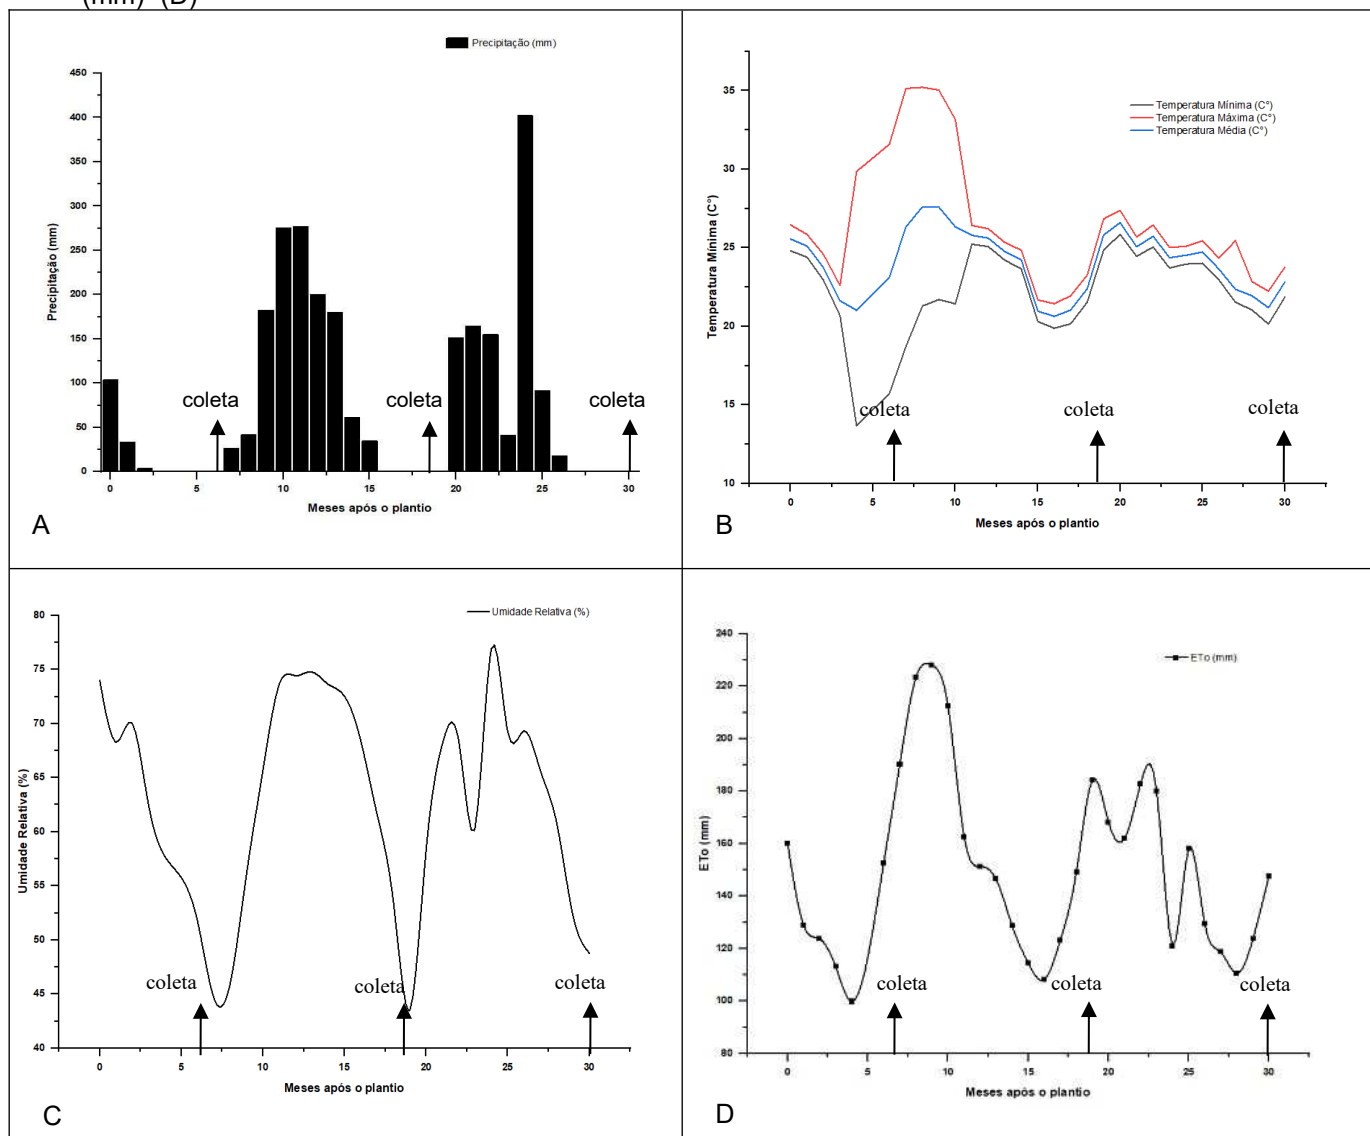 (mm) (D)
Precipitação (mm)
450
400
350
300
250
200
150
100
50
0
Precipitação (mm)
coleta
coleta
coleta
0 5 10 15 20 25 30
Meses após o plantio
A
Temperatura Mínima (C°)
Temperatura Máxima (C°)
Temperatura Média (C°)
35
30
25
20
15
10
Temperatura Mínima (C°)
coleta
coleta
coleta
0 5 10 15 20 25 30
Meses após o plantio
B
Umidade Relativa (%)
80
75
70
65
60
55
50
45
40
Umidade Relativa (%)
coleta
coleta
coleta
0 5 10 15 20 25 30
Meses após o plantio
C
ETo (mm)
240
220
200
180
160
140
120
100
80
ETo (mm)
coleta
coleta
coleta
0 5 10 15 20 25 30
Meses após o plantio
D